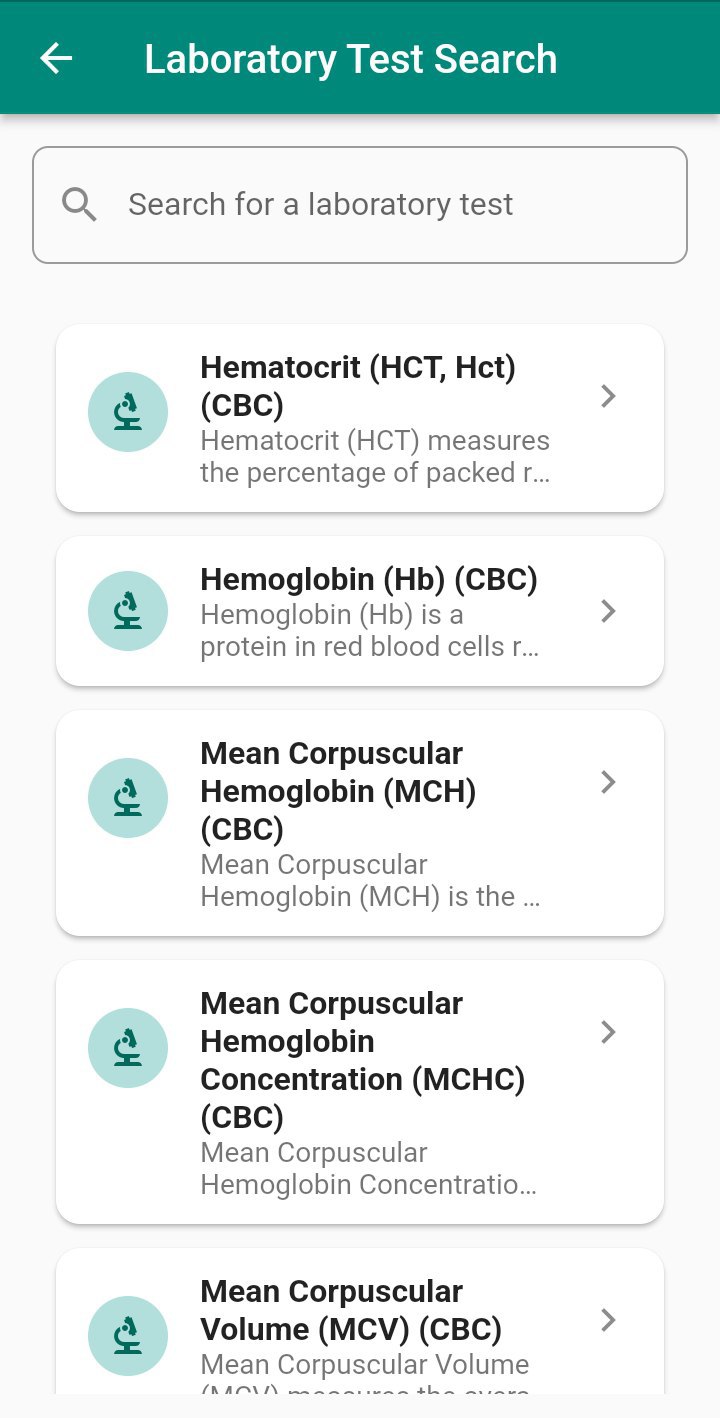 Laboratory Test Search
Search for a laboratory test
Hematocrit (HCT, Hct)
(CBC)
Hematocrit (HCT) measures
the percentage of packed r…
Hemoglobin (Hb) (CBC)
Hemoglobin (Hb) is a
protein in red blood cells r…
Mean Corpuscular
Hemoglobin (MCH)
(CBC)
Mean Corpuscular
Hemoglobin (MCH) is the …
Mean Corpuscular
Hemoglobin
Concentration (MCHC)
(CBC)
Mean Corpuscular
Hemoglobin Concentratio…
Mean Corpuscular
Volume (MCV) (CBC)
Mean Corpuscular Volume
(MCV) measures the